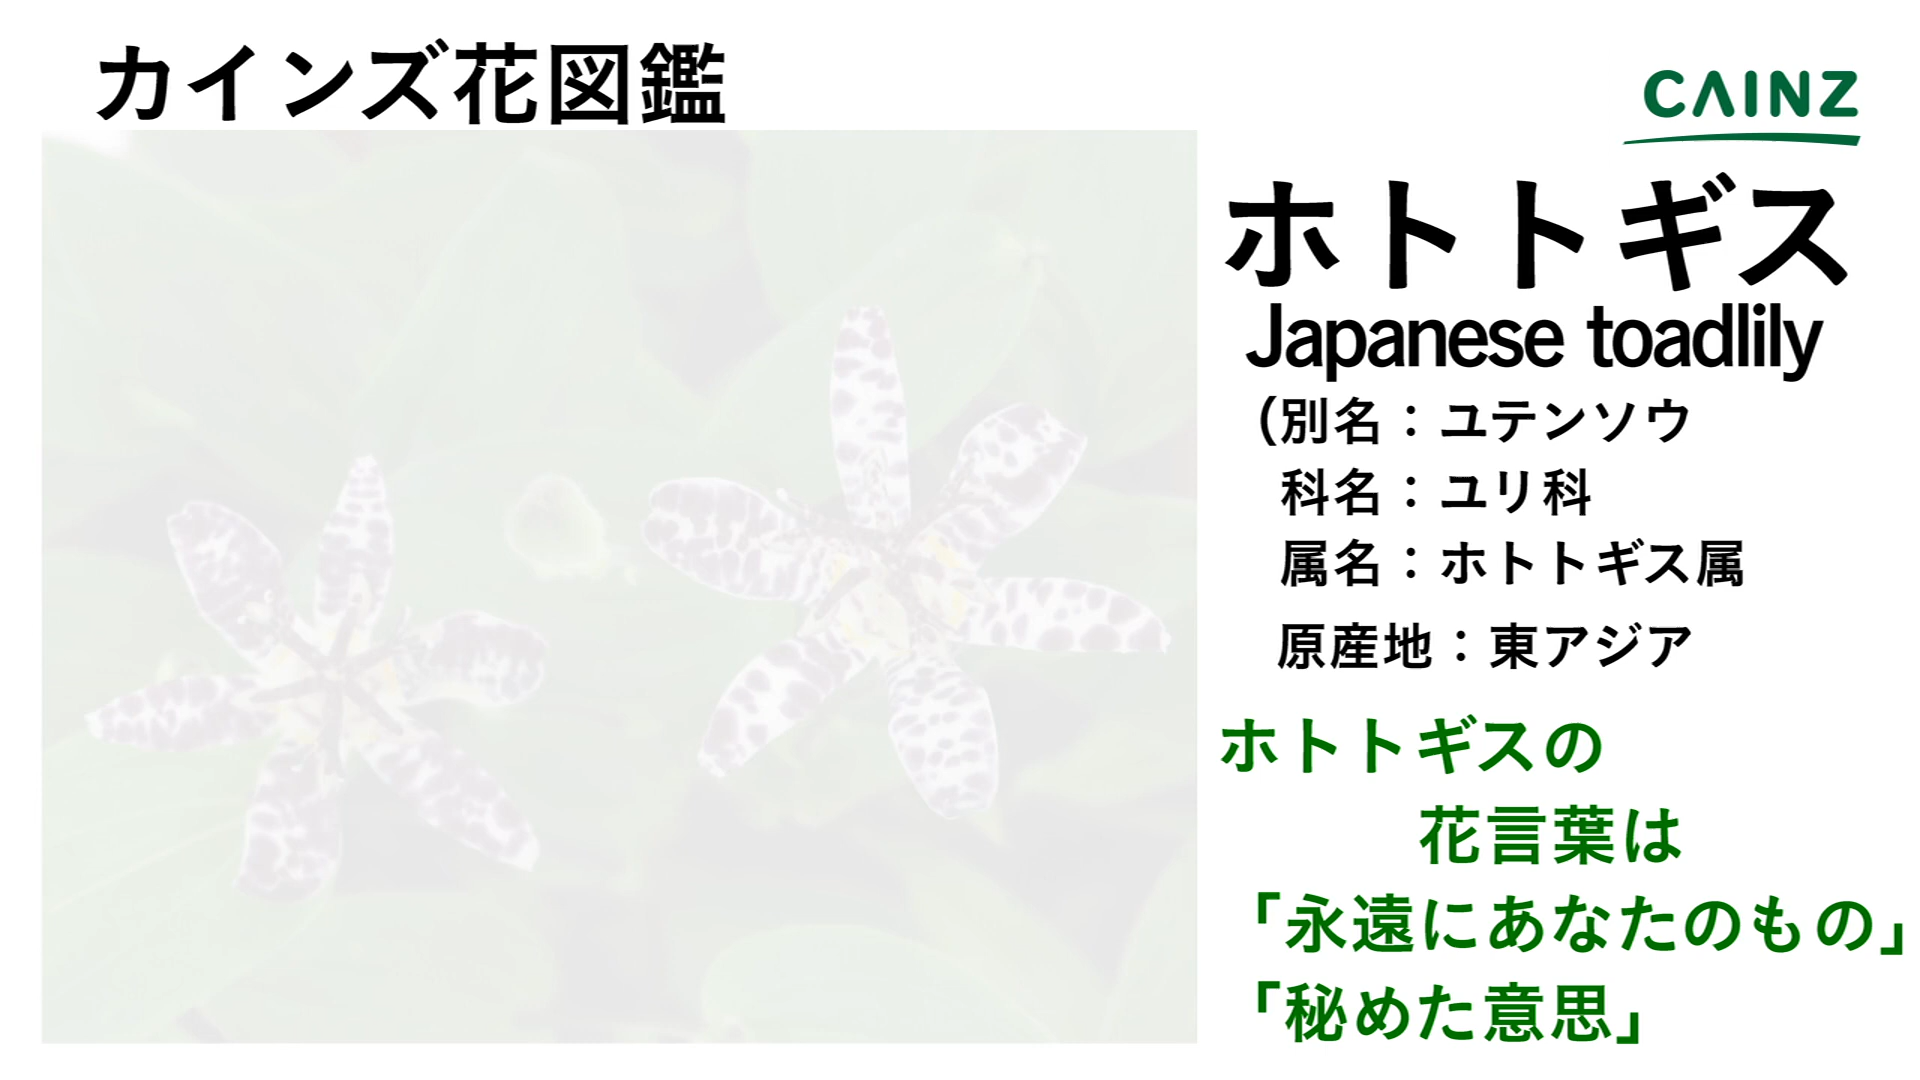 カインズ花図鑑
CAINZ
ホトトギス
Japanese toadlily
(別名：ユテンソウ
科名：ユリ科
属名：ホトトギス属
原産地：東アジア
ホトトギスの
花言葉は
「永遠にあなたのもの」
「秘めた意思」